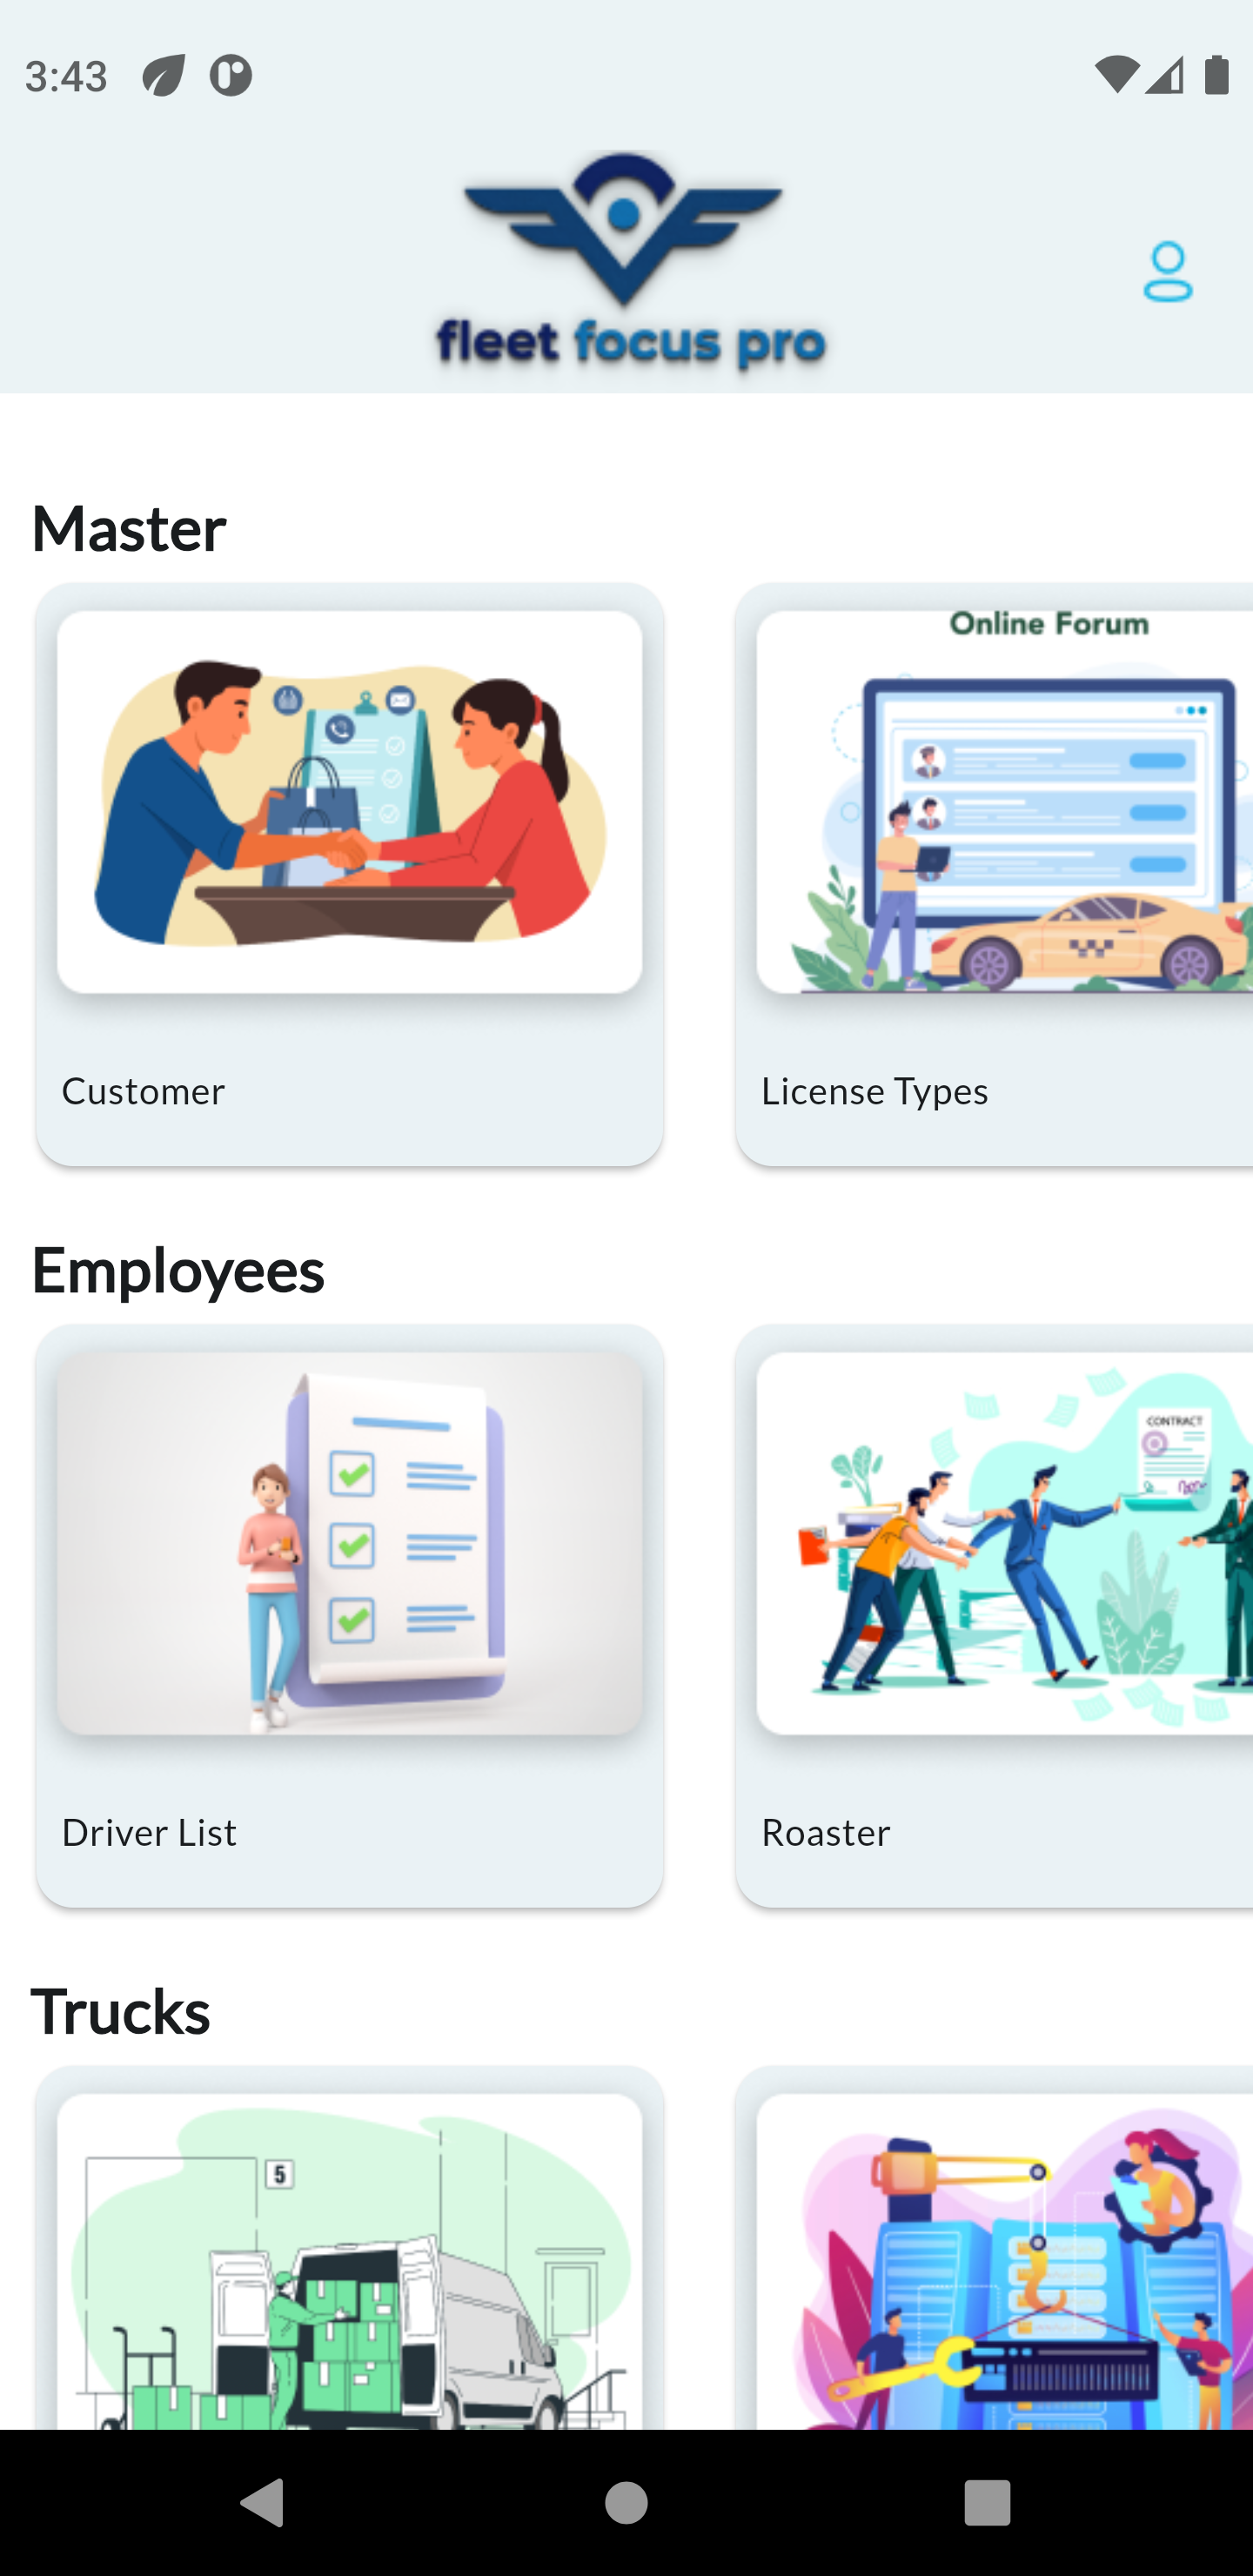 3:43
fleet focus pro
Master
Online Forum
Customer
License Types
Employees
CONTRACT
Driver List
Roaster
Trucks
5